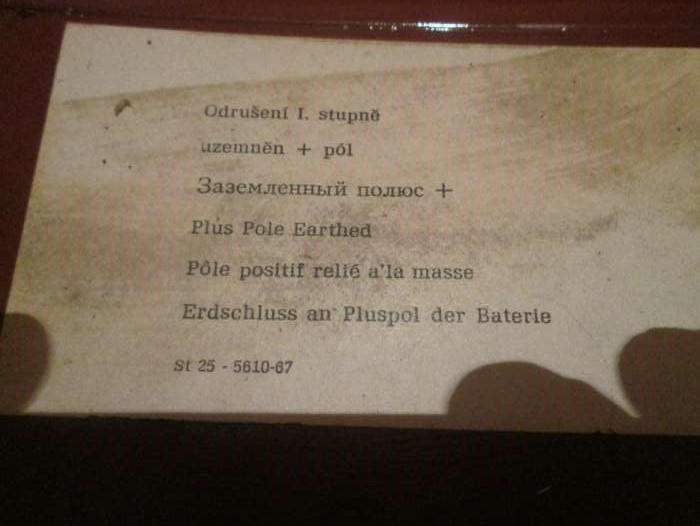 Odrušení I. stupně
uzemněn + pól
Заземленный полюс +
Plus Pole Earthed
Pôle positif relié a'la masse
Erdschluss an Pluspol der Baterie
St 25 - 5610-67